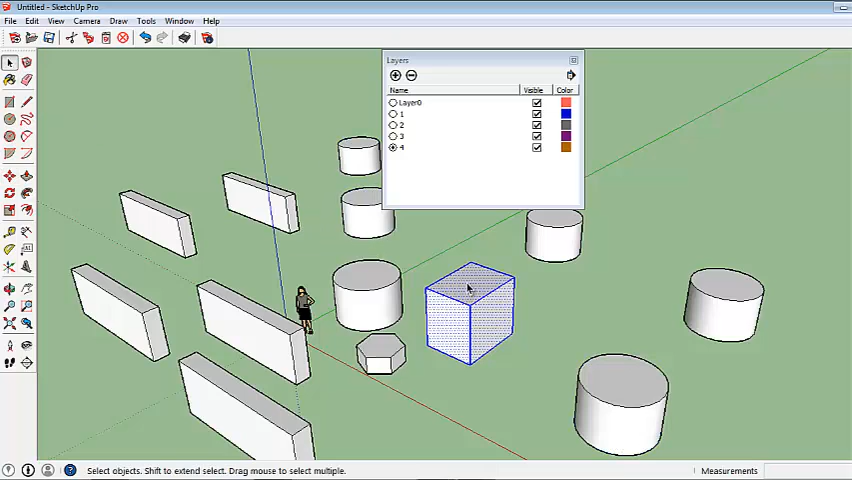 Untitled - SketchUp Pro
File Edit View Camera Draw Tools Window Help
Layers
Name Visible Color
Layer0
1
2
3
4
Select objects. Shift to extend select. Drag mouse to select multiple.
Measurements